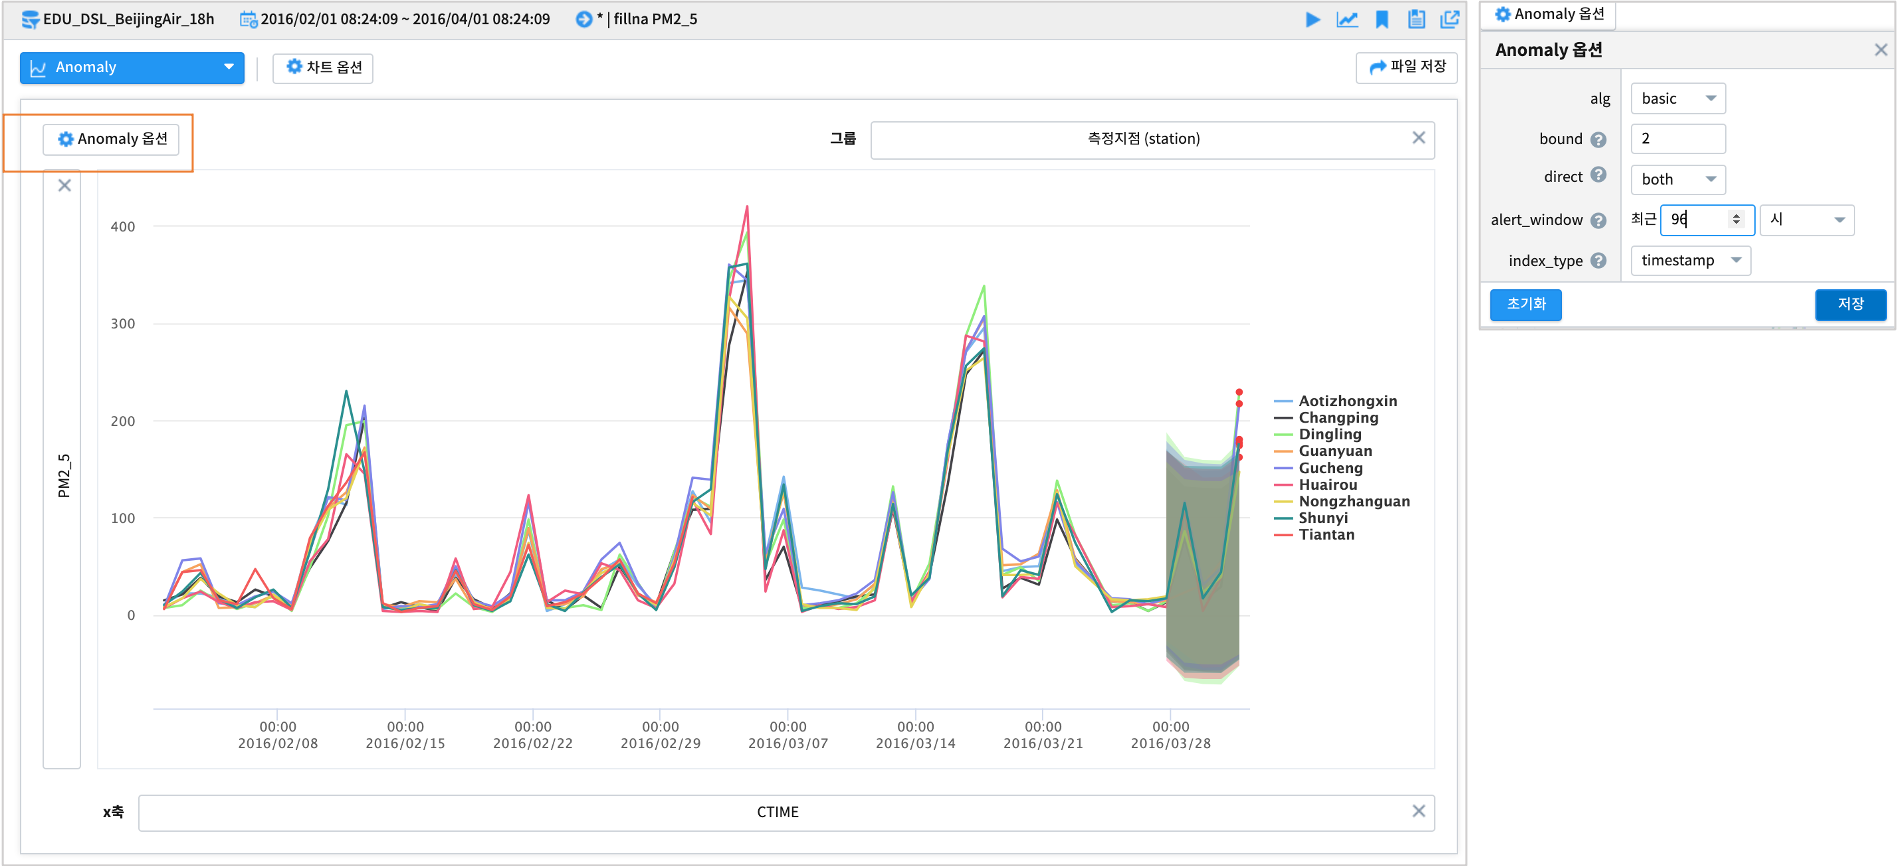 EDU_DSL_BeijingAir_18h 2016/02/01 08:24:09 ~ 2016/04/01 08:24:09 * | fillna PM2_5
Anomaly 차트 옵션 파일 저장
Anomaly 옵션 그룹 측정지점 (station)
PM2_5
400
300
200
100
0
Aotizhongxin
Changping
Dingling
Guanyuan
Gucheng
Huairou
Nongzhanguan
Shunyi
Tiantan
00:00 00:00 00:00 00:00 00:00 00:00 00:00 00:00
2016/02/08 2016/02/15 2016/02/22 2016/02/29 2016/03/07 2016/03/14 2016/03/21 2016/03/28
x축 CTIME
Anomaly 옵션
Anomaly 옵션
alg basic
bound ? 2
direct ? both
alert_window ? 최근 96 시
index_type ? timestamp
초기화 저장